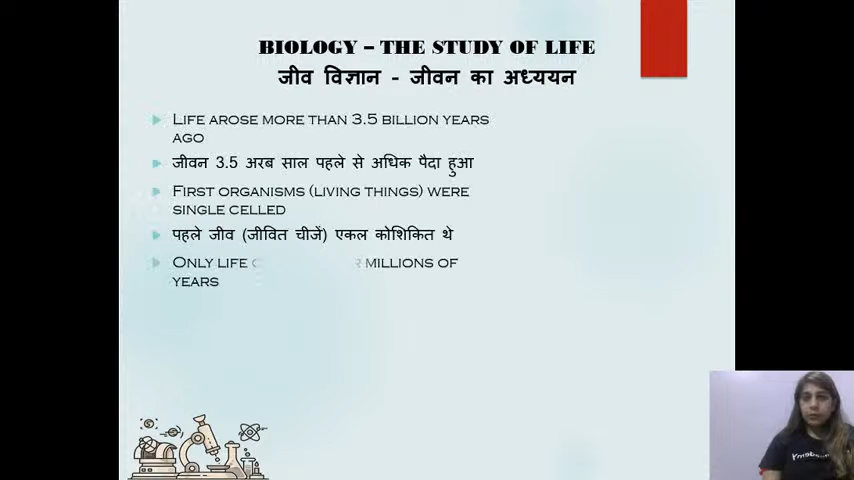 BIOLOGY – THE STUDY OF LIFE
जीव विज्ञान - जीवन का अध्ययन
LIFE AROSE MORE THAN 3.5 BILLION YEARS
AGO
जीवन 3.5 अरब साल पहले से अधिक पैदा हुआ
FIRST ORGANISMS (LIVING THINGS) WERE
SINGLE CELLED
पहले जीव (जीवित चीजें) एकल कोशिकित थे
ONLY LIFE MILLIONS OF
YEARS